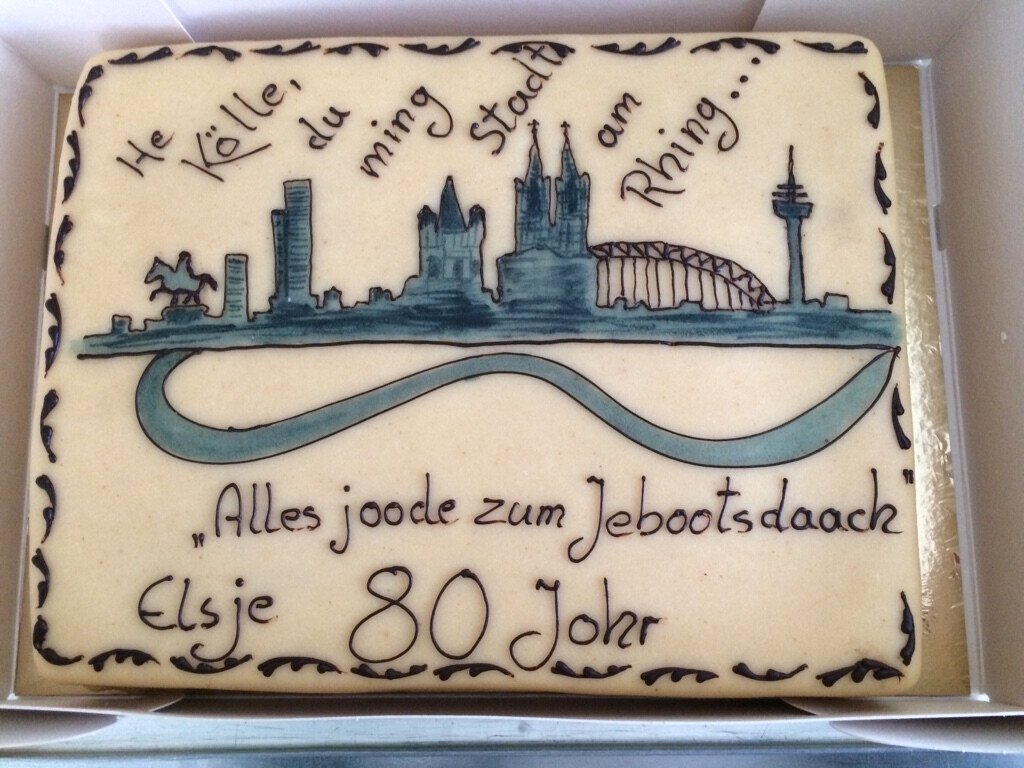 He Kölle, du ming Stadt am Rhing...
„Alles joode zum Jebootsdaach"
Elsje 80 Johr